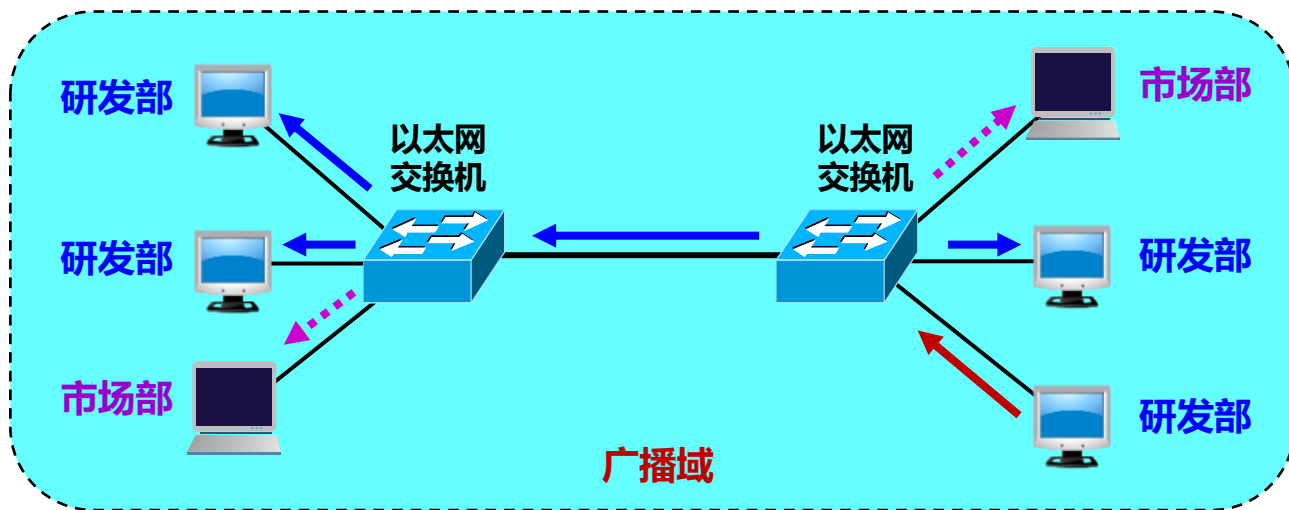 研发部
市场部
以太网
交换机
以太网
交换机
研发部
研发部
市场部
研发部
广播域